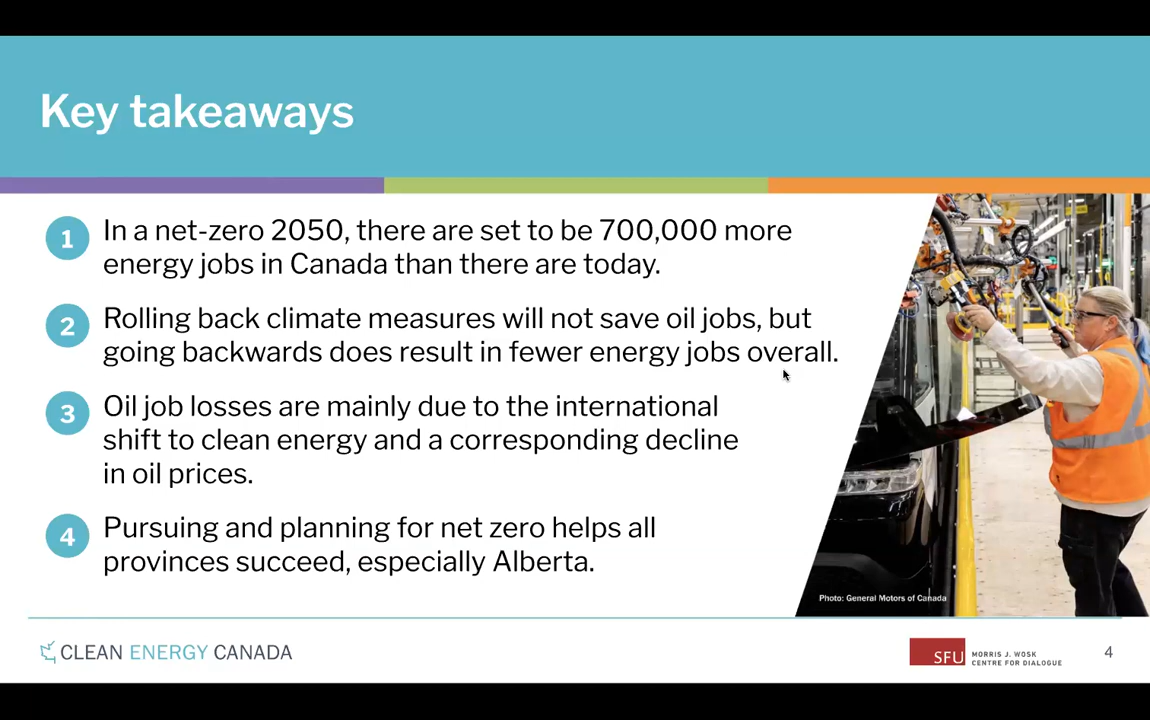 Key takeaways
1
In a net-zero 2050, there are set to be 700,000 more
energy jobs in Canada than there are today.
2
Rolling back climate measures will not save oil jobs, but
going backwards does result in fewer energy jobs overall.
3
Oil job losses are mainly due to the international
shift to clean energy and a corresponding decline
in oil prices.
4
Pursuing and planning for net zero helps all
provinces succeed, especially Alberta.
Photo: General Motors of Canada
CLEAN ENERGY CANADA
SFU
MORRIS J. WOSK
CENTRE FOR DIALOGUE
4